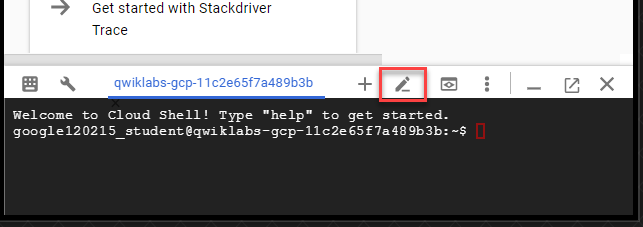 Get started with Stackdriver
Trace
qwiklabs-gcp-11c2e65f7a489b3b
Welcome to Cloud Shell! Type "help" to get started.
google120215_student@qwiklabs-gcp-11c2e65f7a489b3b:~$